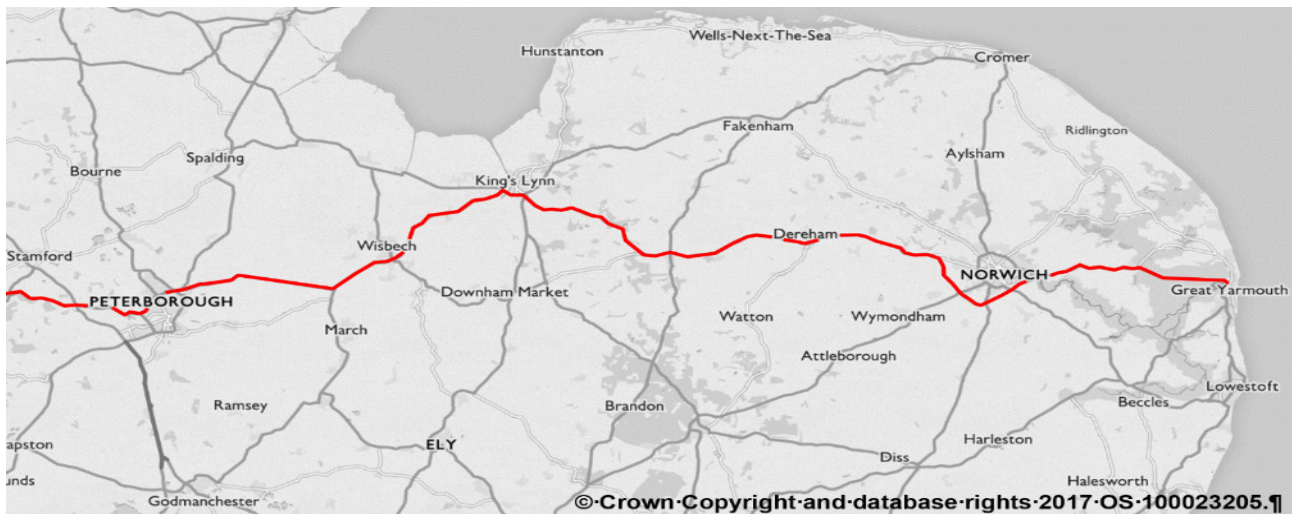 Wells-Next-The-Sea
Hunstanton
Cromer
Fakenham
Ridlington
Spalding
Aylsham
Bourne
King's Lynn
Dereham
Wisbech
Stamford
NORWICH
PETERBOROUGH
Downham Market
Great Yarmouth
March
Watton
Wymondham
Attleborough
Lowestoft
Ramsey
Brandon
Beccles
apston
ELY
Harleston
Diss
unds
Halesworth
Godmanchester
©·Crown·Copyright·and·database·rights·2017·OS·100023205.¶